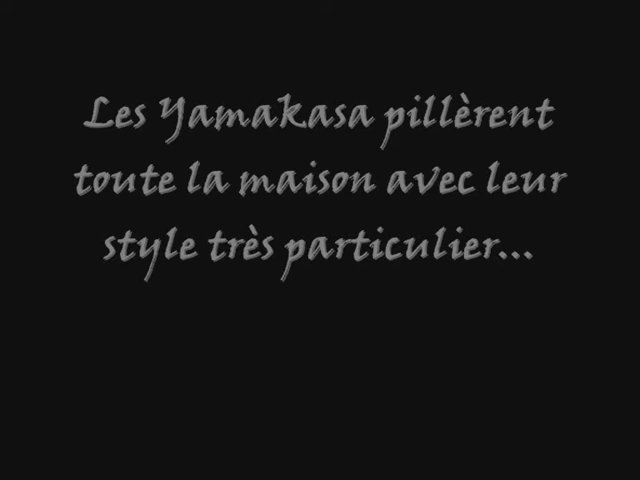 Les Yamakasa pillèrent
toute la maison avec leur
style très particulier...